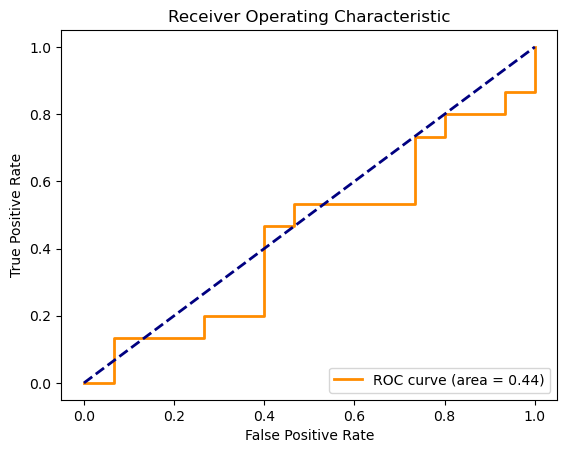 Receiver Operating Characteristic
True Positive Rate
1.0
0.8
0.6
0.4
0.2
0.0
ROC curve (area = 0.44)
0.0 0.2 0.4 0.6 0.8 1.0
False Positive Rate